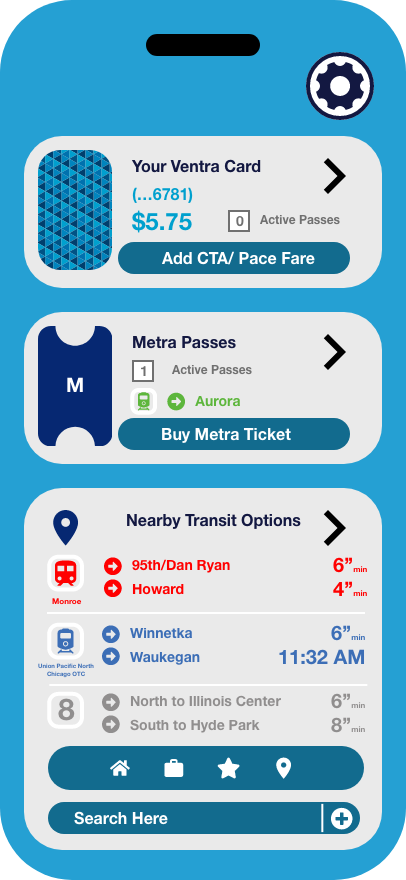 Your Ventra Card
(...6781)
$5.75
0 Active Passes
Add CTA/ Pace Fare
Metra Passes
M
1 Active Passes
Aurora
Buy Metra Ticket
Nearby Transit Options
95th/Dan Ryan 6” min
Howard 4” min
Monroe
Winnetka 6” min
Waukegan 11:32 AM
Union Pacific North
Chicago OTC
8
North to Illinois Center 6” min
South to Hyde Park 8” min
Search Here